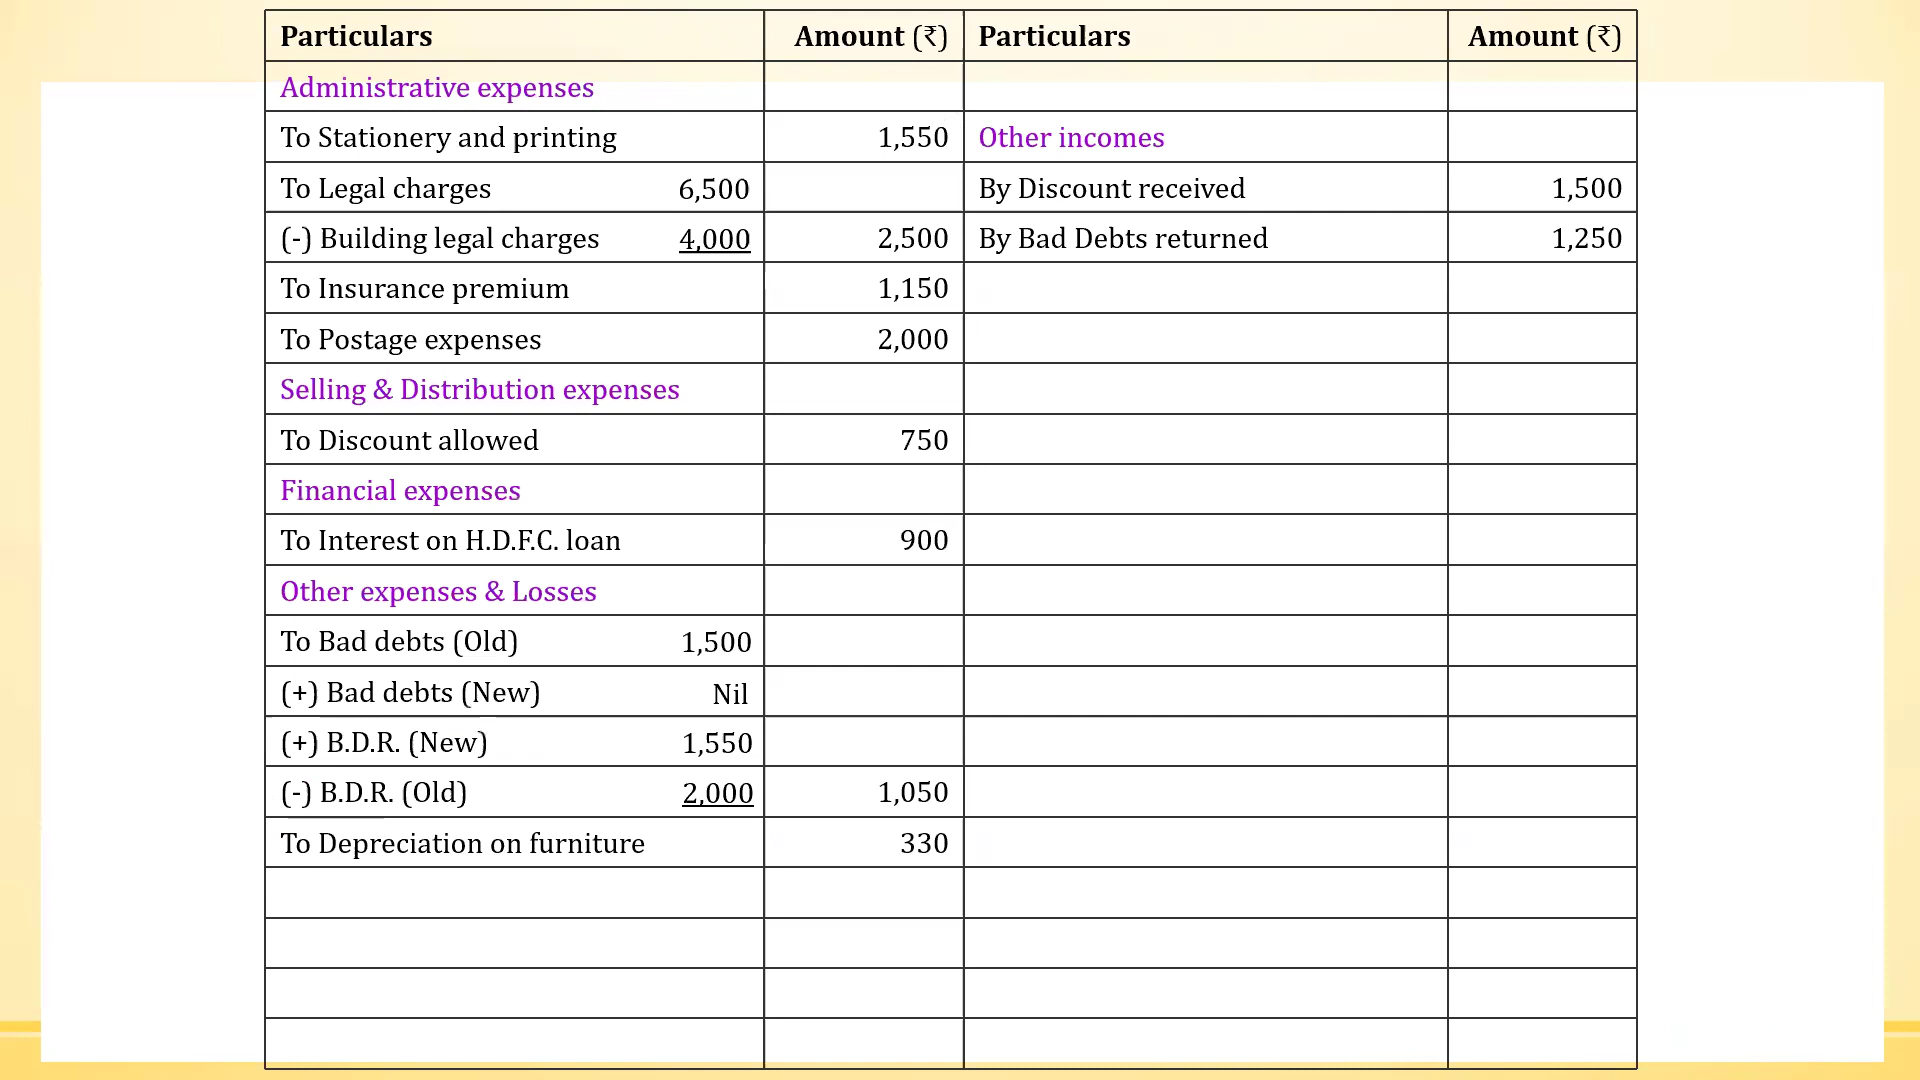 Particulars Amount (₹) Particulars Amount (₹)
Administrative expenses
To Stationery and printing 1,550 Other incomes
To Legal charges 6,500 By Discount received 1,500
(-) Building legal charges 4,000 2,500 By Bad Debts returned 1,250
To Insurance premium 1,150
To Postage expenses 2,000
Selling & Distribution expenses
To Discount allowed 750
Financial expenses
To Interest on H.D.F.C. loan 900
Other expenses & Losses
To Bad debts (Old) 1,500
(+) Bad debts (New) Nil
(+) B.D.R. (New) 1,550
(-) B.D.R. (Old) 2,000 1,050
To Depreciation on furniture 330